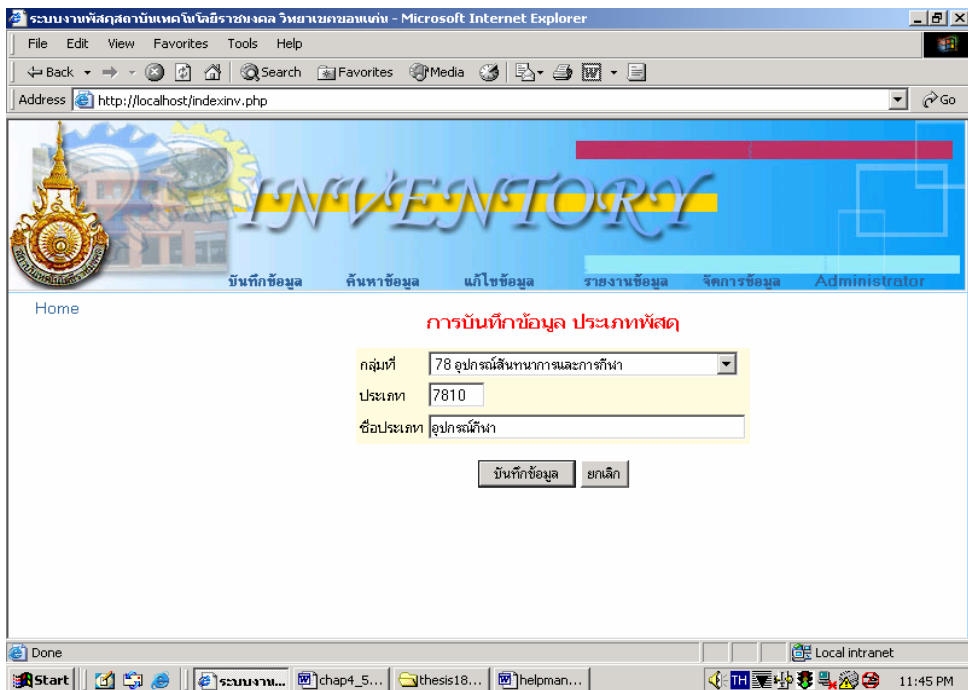 ระบบงานพัสดุสถาบันเทคโนโลยีราชมงคล วิทยาเขตขอนแก่น - Microsoft Internet Explorer
File Edit View Favorites Tools Help
Back Search Favorites Media
Address http://localhost/indexinv.php Go
INVENTORY
บันทึกข้อมูล ค้นหาข้อมูล แก้ไขข้อมูล รายงานข้อมูล จัดการข้อมูล Administrator
Home
การบันทึกข้อมูล ประเภทพัสดุ
กลุ่มที่ 78 อุปกรณ์สันทนาการและการกีฬา
ประเภท 7810
ชื่อประเภท อุปกรณ์กีฬา
บันทึกข้อมูล ยกเลิก
Done Local intranet
Start ระบบงาน... chap4_5... thesis18... helpman... TH 11:45 PM